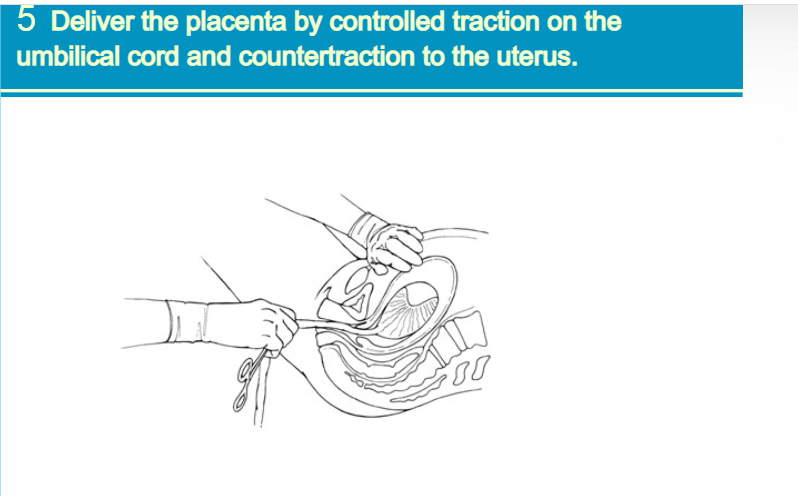 5 Deliver the placenta by controlled traction on the
umbilical cord and countertraction to the uterus.